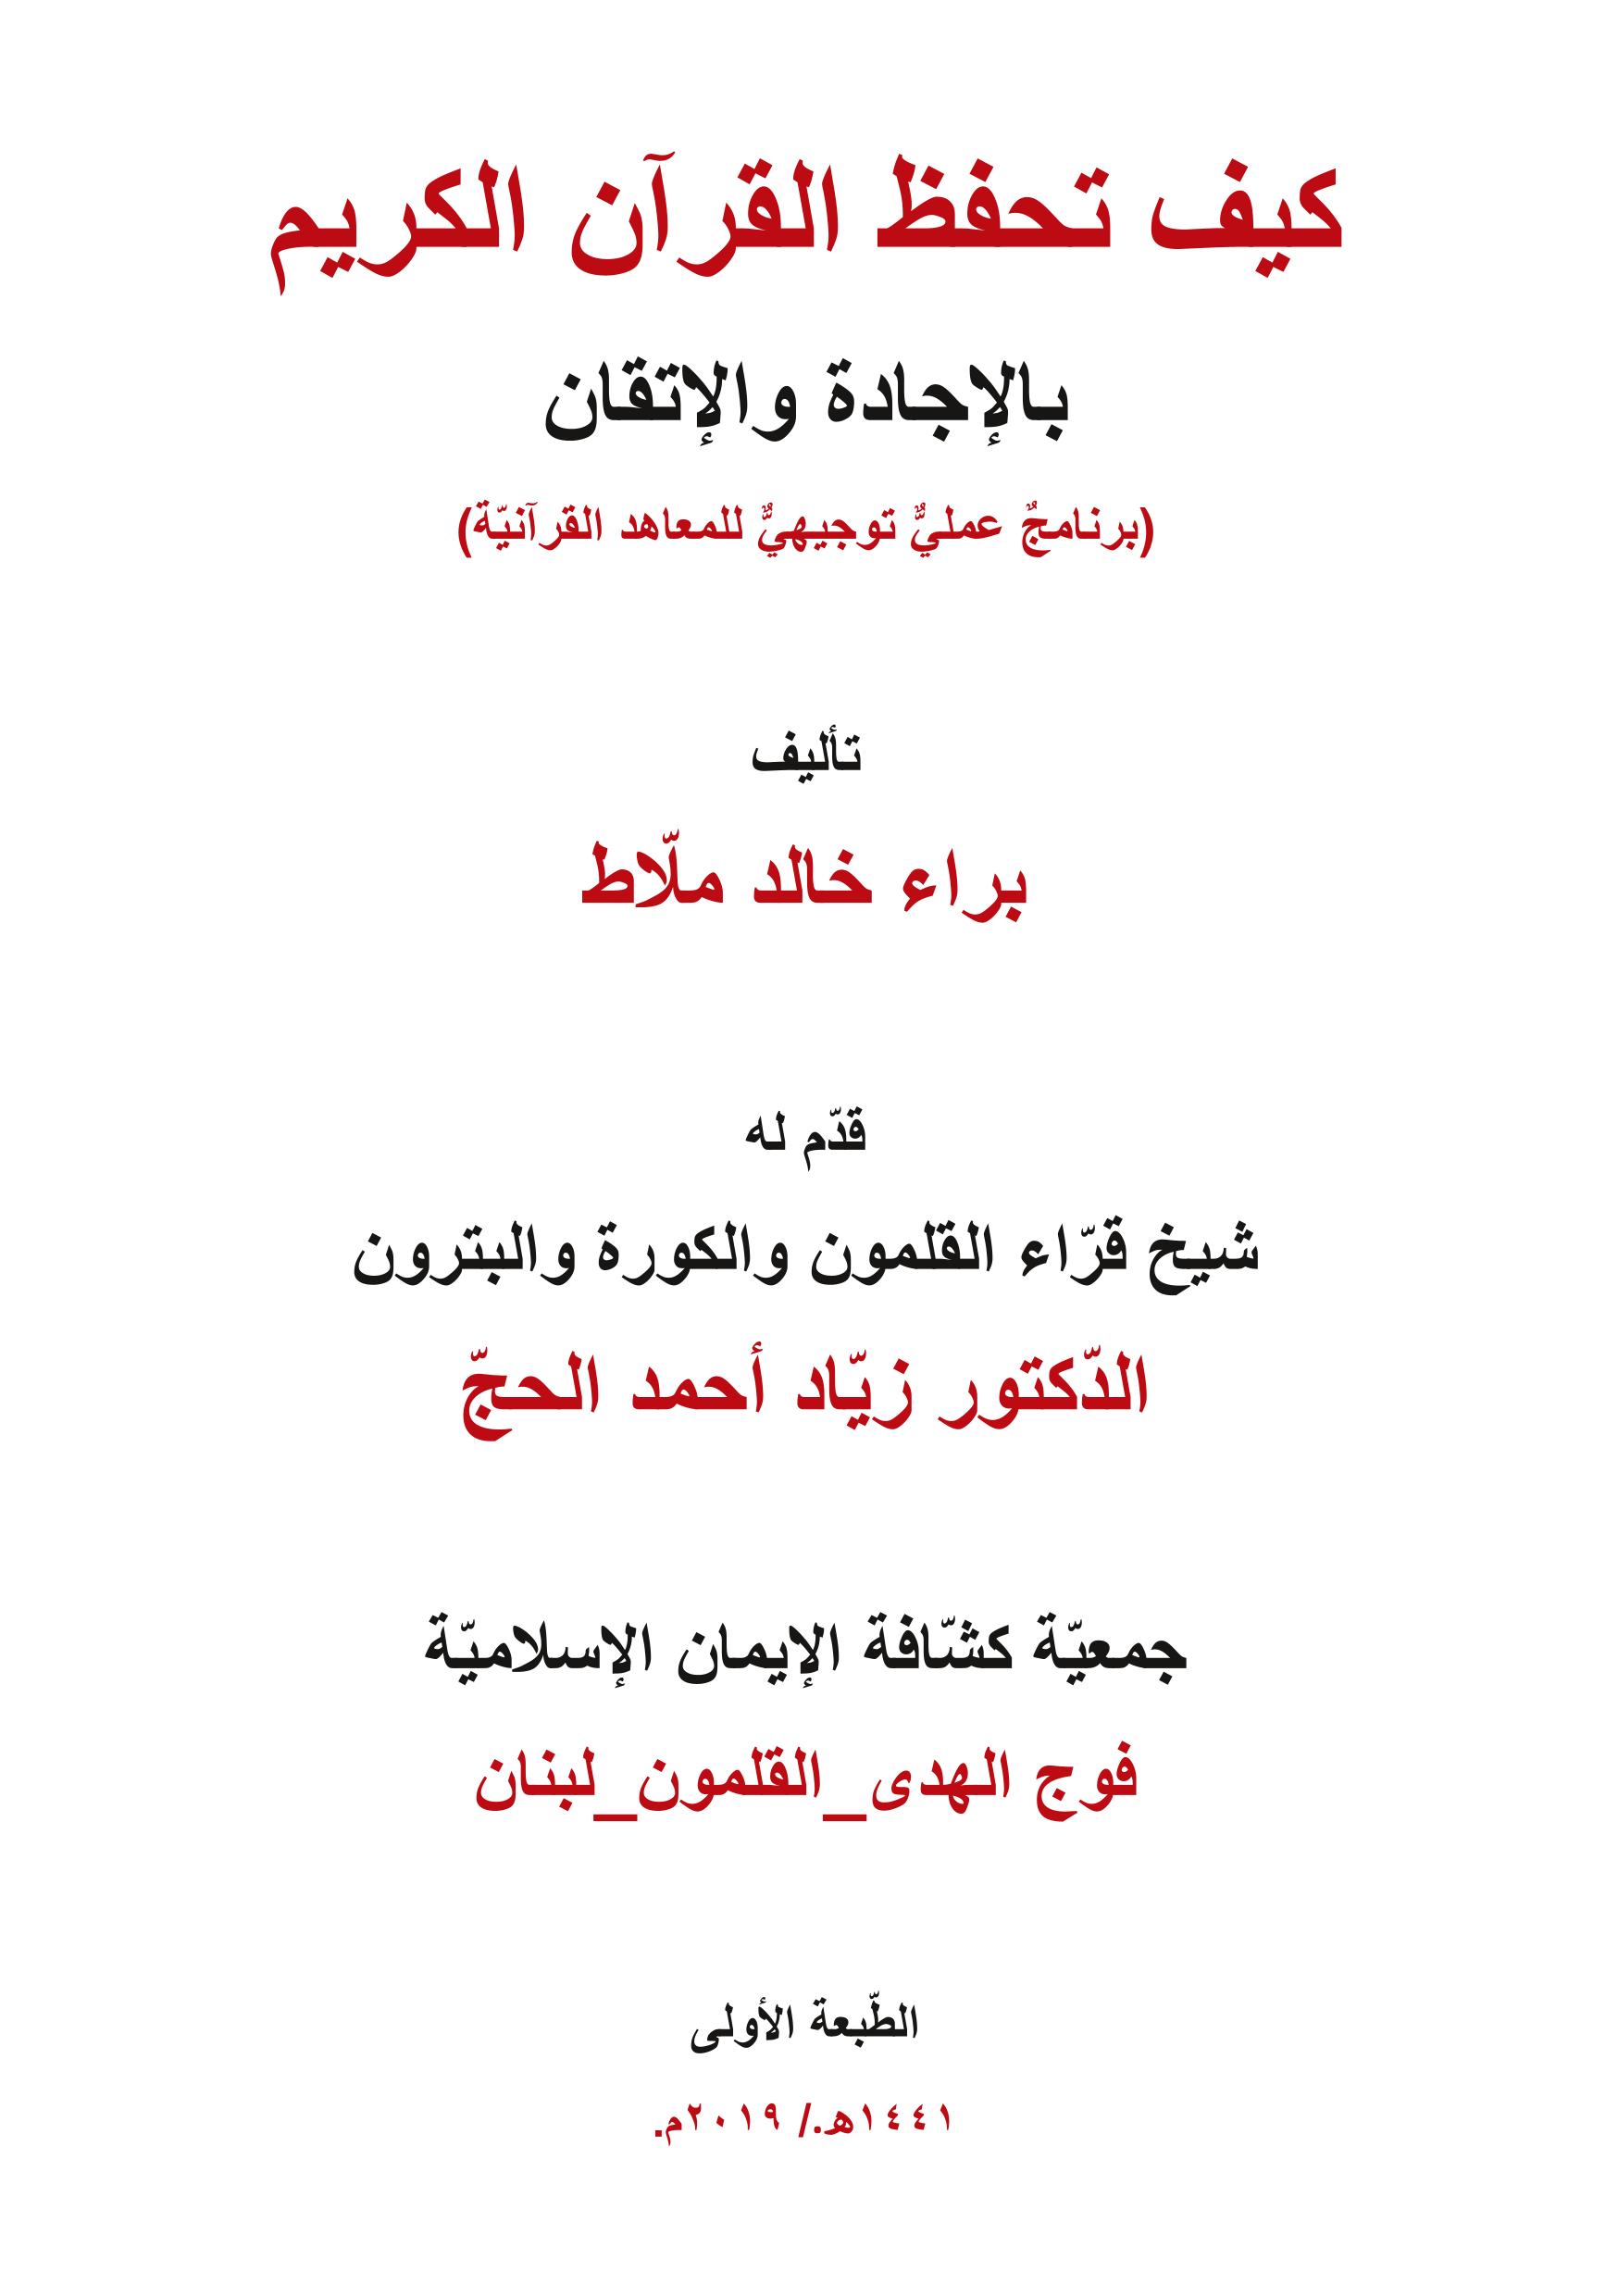 كيف تحفظ القرآن الكريم
بالإجادة والإتقان
(برنامجٌ عمليٌّ توجيهيٌّ للمعاهد القرآنيّة)
تأليف
براء خالد ملّاط
قدّم له
شيخ قرّاء القلمون والكورة والبترون
الدّكتور زيّاد أحمد الحجّ
جمعيّة كشّافة الإيمان الإسلاميّة
فوج الهدى_القلمون_لبنان
الطّبعة الأولى
١٤٤١هـ./ ٢٠١٩م.